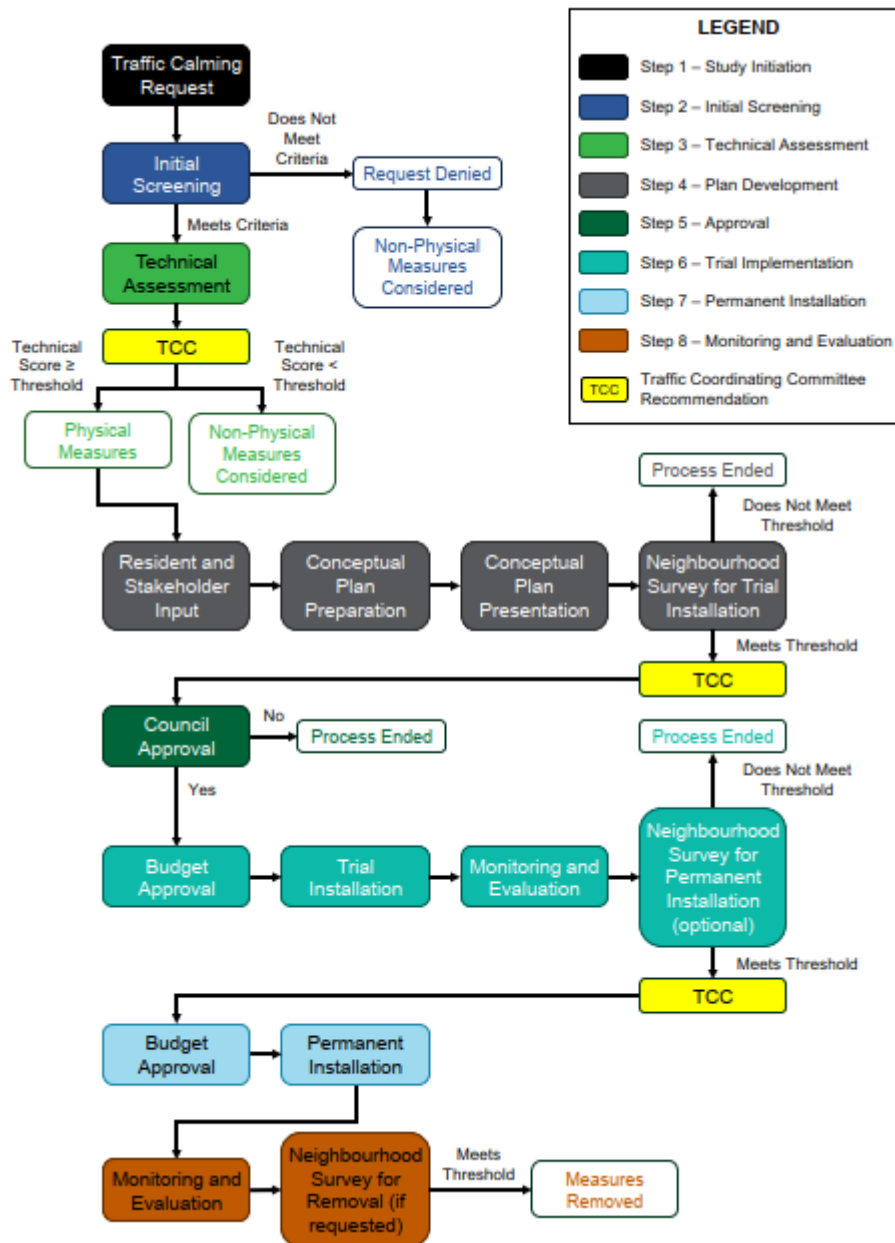 Traffic Calming
Request
Does Not
Meet
Criteria
Initial
Screening
Request Denied
Meets Criteria
Non-Physical
Measures
Considered
Technical
Assessment
TCC
Technical
Score ≥
Threshold
Technical
Score <
Threshold
Physical
Measures
Non-Physical
Measures
Considered
LEGEND
Step 1 – Study Initiation
Step 2 – Initial Screening
Step 3 – Technical Assessment
Step 4 – Plan Development
Step 5 – Approval
Step 6 – Trial Implementation
Step 7 – Permanent Installation
Step 8 – Monitoring and Evaluation
TCC
Traffic Coordinating Committee
Recommendation
Process Ended
Does Not Meet
Threshold
Resident and
Stakeholder
Input
Conceptual
Plan
Preparation
Conceptual
Plan
Presentation
Neighbourhood
Survey for Trial
Installation
Meets Threshold
TCC
Council
Approval
No
Process Ended
Yes
Process Ended
Does Not Meet
Threshold
Budget
Approval
Trial
Installation
Monitoring and
Evaluation
Neighbourhood
Survey for
Permanent
Installation
(optional)
Meets Threshold
TCC
Budget
Approval
Permanent
Installation
Monitoring and
Evaluation
Neighbourhood
Survey for
Removal (if
requested)
Meets
Threshold
Measures
Removed